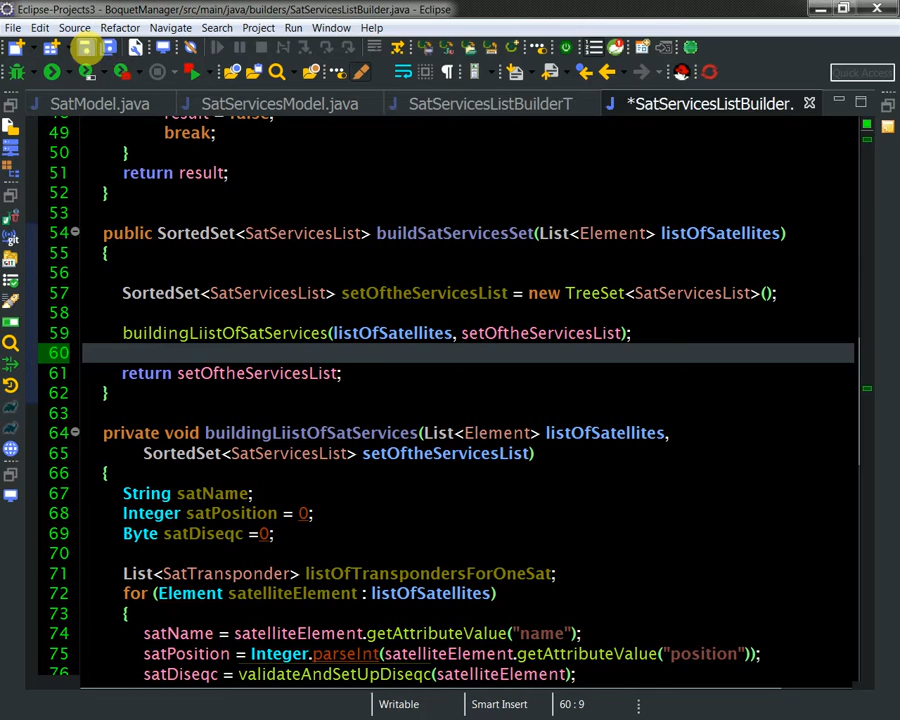 Eclipse-Projects3 - BoquetManager/src/main/java/builders/SatServicesListBuilder.java - Eclipse
File Edit Source Refactor Navigate Search Project Run Window Help
Quick Access
SatModel.java SatServicesModel.java SatServicesListBuilderT *SatServicesListBuilder.
result = false;
49 break;
50 }
51 return result;
52 }
53
54 public SortedSet<SatServicesList> buildSatServicesSet(List<Element> listOfSatellites)
55 {
56
57 SortedSet<SatServicesList> setOftheServicesList = new TreeSet<SatServicesList>();
58
59 buildingLiistOfSatServices(listOfSatellites, setOftheServicesList);
60
61 return setOftheServicesList;
62 }
63
64 private void buildingLiistOfSatServices(List<Element> listOfSatellites,
65 SortedSet<SatServicesList> setOftheServicesList)
66 {
67 String satName;
68 Integer satPosition = 0;
69 Byte satDiseqc =0;
70
71 List<SatTransponder> listOfTranspondersForOneSat;
72 for (Element satelliteElement : listOfSatellites)
73 {
74 satName = satelliteElement.getAttributeValue("name");
75 satPosition = Integer.parseInt(satelliteElement.getAttributeValue("position"));
76 satDiseqc = validateAndSetUpDiseqc(satelliteElement);
Writable Smart Insert 60 : 9